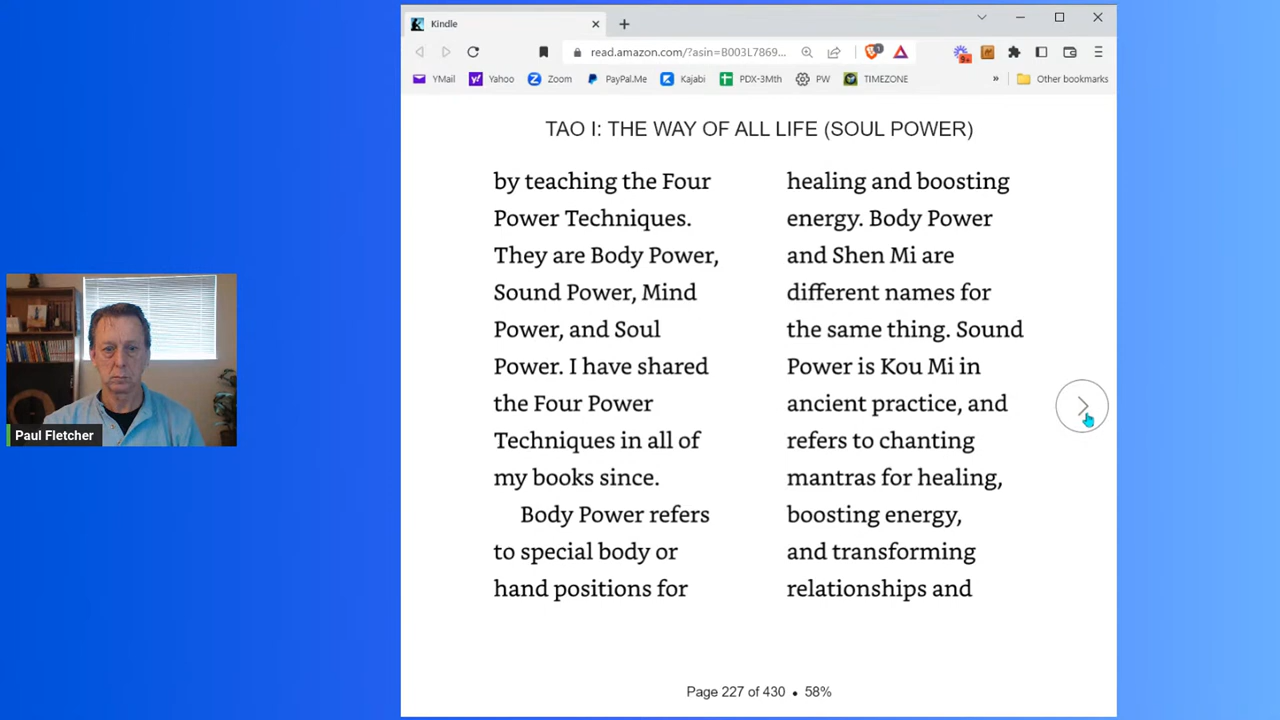 Kindle
read.amazon.com/?asin=B003L7869...
YMail
Yahoo
Zoom
PayPal.Me
Kajabi
PDX-3Mth
PW
TIMEZONE
»
Other bookmarks
TAO I: THE WAY OF ALL LIFE (SOUL POWER)
by teaching the Four
Power Techniques.
They are Body Power,
Sound Power, Mind
Power, and Soul
Power. I have shared
the Four Power
Techniques in all of
my books since.
Body Power refers
to special body or
hand positions for
healing and boosting
energy. Body Power
and Shen Mi are
different names for
the same thing. Sound
Power is Kou Mi in
ancient practice, and
refers to chanting
mantras for healing,
boosting energy,
and transforming
relationships and
Page 227 of 430 • 58%
Paul Fletcher